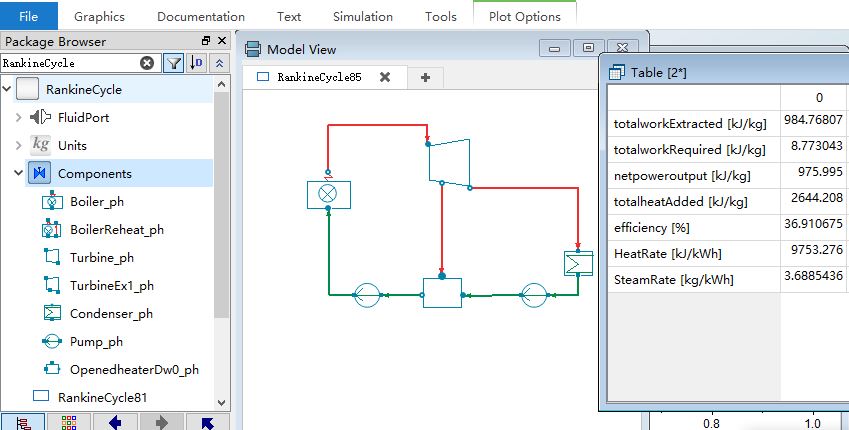 File Graphics Documentation Text Simulation Tools Plot Options
Package Browser
RankineCycle
RankineCycle
FluidPort
kg Units
Components
Boiler_ph
BoilerReheat_ph
Turbine_ph
TurbineEx1_ph
Condenser_ph
Pump_ph
OpenedheaterDw0_ph
RankineCycle81
Model View
RankineCycle85
Table [2*]
0
totalworkExtracted [kJ/kg] 984.76807
totalworkRequired [kJ/kg] 8.773043
netpoweroutput [kJ/kg] 975.995
totalheatAdded [kJ/kg] 2644.208
efficiency [%] 36.910675
HeatRate [kJ/kWh] 9753.276
SteamRate [kg/kWh] 3.6885436
0.8 1.0